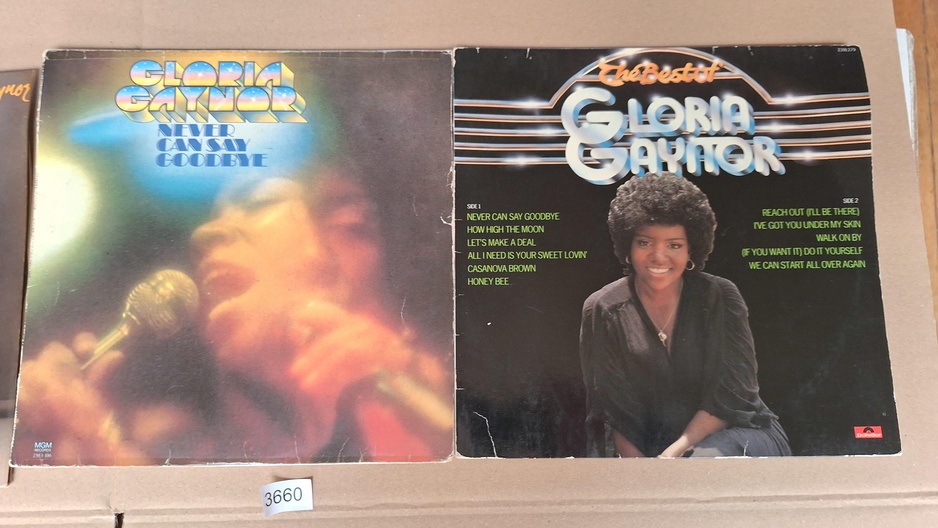 GLORIA
GAYNOR
NEVER
CAN SAY
GOODBYE
MGM
RECORDS
The Best of
GLORIA
GAYNOR
SIDE 1
NEVER CAN SAY GOODBYE
HOW HIGH THE MOON
LET'S MAKE A DEAL
ALL I NEED IS YOUR SWEET LOVIN'
CASANOVA BROWN
HONEY BEE
SIDE 2
REACH OUT (I'LL BE THERE)
I'VE GOT YOU UNDER MY SKIN
WALK ON BY
(IF YOU WANT IT) DO IT YOURSELF
WE CAN START ALL OVER AGAIN
Polydor
3660